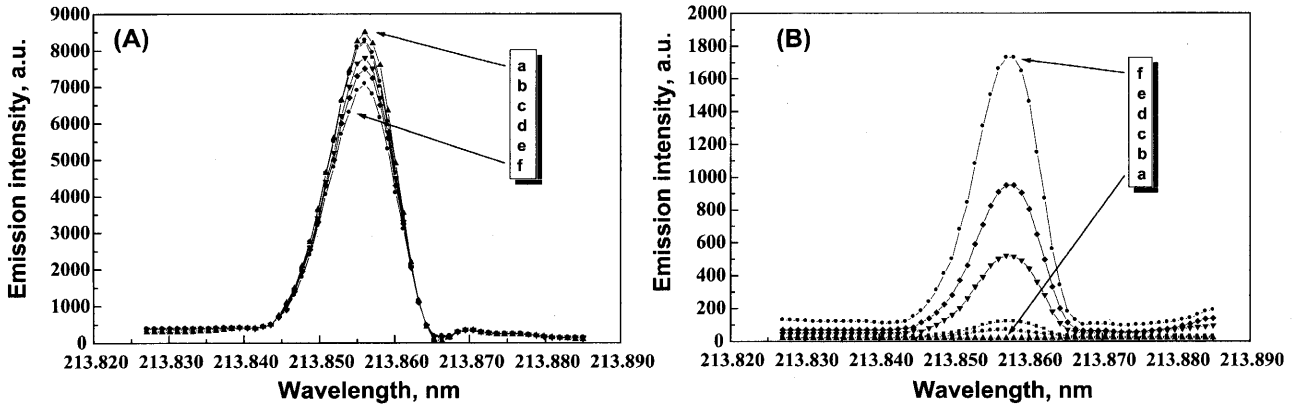 (A)
Emission intensity, a.u.
9000
8000
7000
6000
5000
4000
3000
2000
1000
0
a
b
c
d
e
f
213.820 213.830 213.840 213.850 213.860 213.870 213.880 213.890
Wavelength, nm
(B)
Emission intensity, a.u.
2000
1800
1600
1400
1200
1000
800
600
400
200
0
f
e
d
c
b
a
213.820 213.830 213.840 213.850 213.860 213.870 213.880 213.890
Wavelength, nm